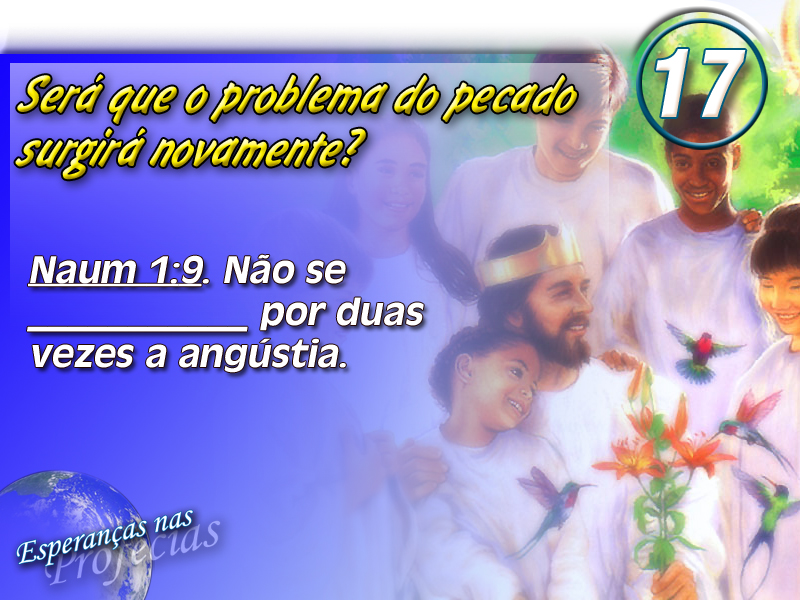 17
Será que o problema do pecado
surgirá novamente?
Naum 1:9. Não se
___________ por duas
vezes a angústia.
Esperanças nas
Profecias